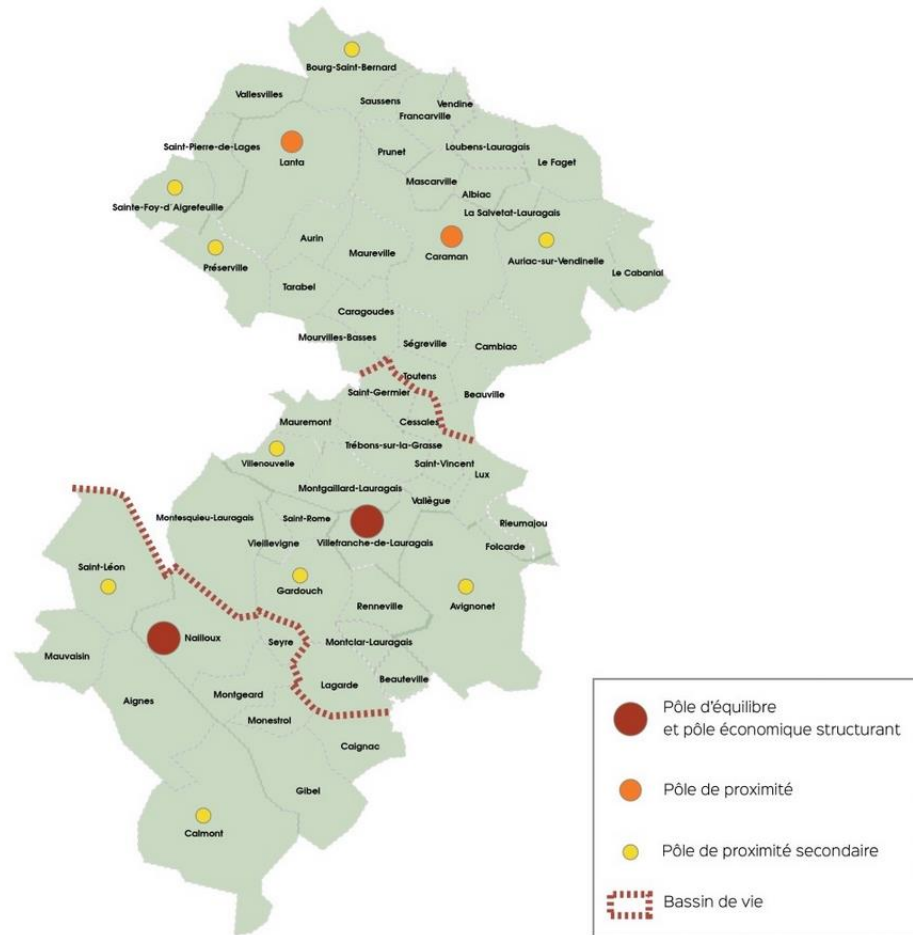 Bourg-Saint-Bernard
Vallesvilles
Saussens
Vendine
Francarville
Saint-Pierre-de-Lages
Lanta
Prunet
Loubens-Lauragais
Le Faget
Mascarville
Albiac
Sainte-Foy-d'Aigrefeuille
La Salvetat-Lauragais
Aurin
Maureville
Caraman
Auriac-sur-Vendinelle
Préserville
Le Cabanial
Tarabel
Caragoudes
Mourvilles-Basses
Ségreville
Cambiac
Toutens
Saint-Germier
Beauville
Mauremont
Cessales
Trébons-sur-la-Grasse
Villenouvelle
Saint-Vincent
Lux
Montgaillard-Lauragais
Vallègue
Montesquieu-Lauragais
Saint-Rome
Rieumajou
Vieillevigne
Villefranche-de-Lauragais
Folcarde
Saint-Léon
Gardouch
Renneville
Avignonet
Nailloux
Seyre
Montclar-Lauragais
Mauvaisin
Beauteville
Lagarde
Aignes
Montgeard
Monestrol
Caignac
Gibel
Calmont
Pôle d'équilibre
et pôle économique structurant
Pôle de proximité
Pôle de proximité secondaire
Bassin de vie